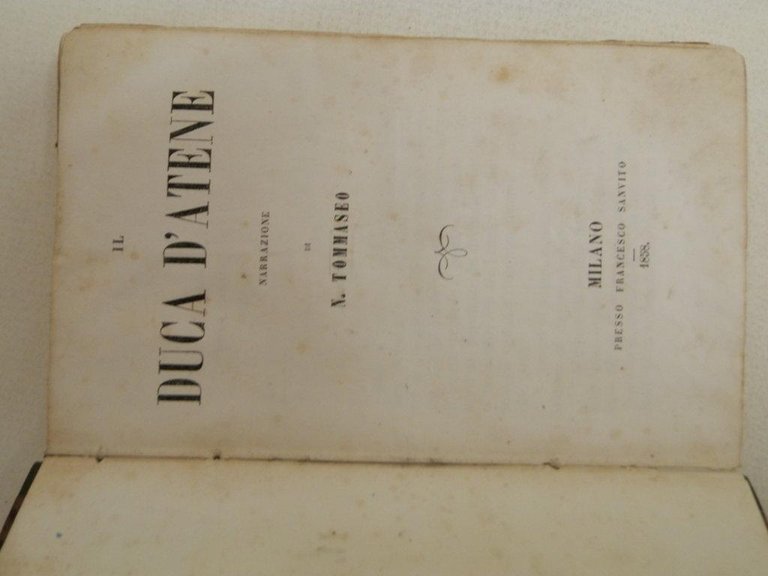 IL
DUCA D'ATENE
NARRAZIONE
DI
N. TOMMASEO
MILANO
PRESSO FRANCESCO SANVITO
1858.